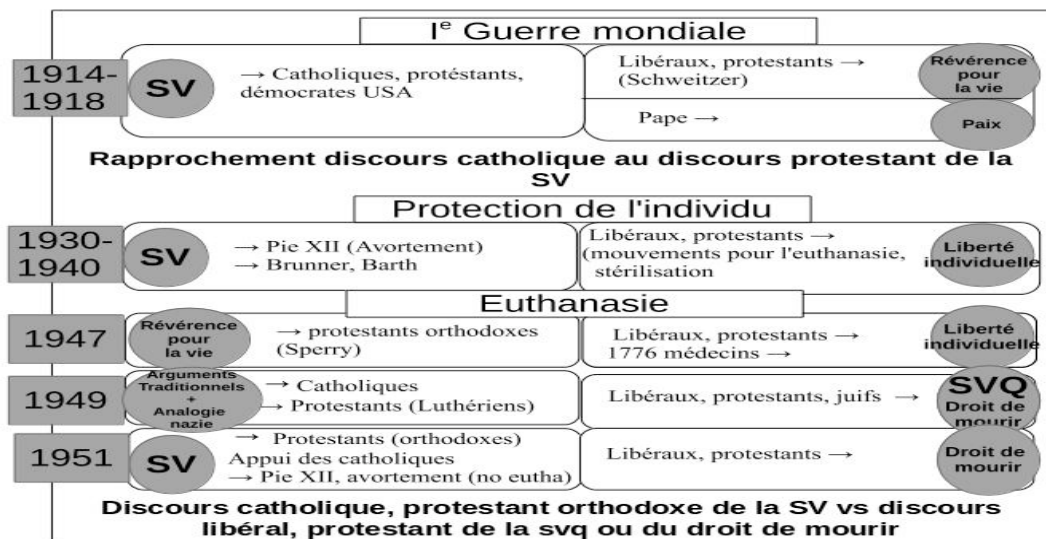 Ie Guerre mondiale
1914-
1918
SV
→ Catholiques, protéstants,
démocrates USA
Libéraux, protestants →
(Schweitzer)
Révérence
pour
la vie
Pape →
Paix
Rapprochement discours catholique au discours protestant de la
SV
Protection de l'individu
1930-
1940
SV
→ Pie XII (Avortement)
→ Brunner, Barth
Libéraux, protestants →
(mouvements pour l'euthanasie,
stérilisation
Liberté
individuelle
Euthanasie
1947
Révérence
pour
la vie
→ protestants orthodoxes
(Sperry)
Libéraux, protestants →
1776 médecins →
Liberté
individuelle
1949
Arguments
Traditionnels
+
Analogie
nazie
→ Catholiques
→ Protestants (Luthériens)
Libéraux, protestants, juifs →
SVQ
Droit de
mourir
1951
SV
→ Protestants (orthodoxes)
Appui des catholiques
→ Pie XII, avortement (no eutha)
Libéraux, protestants →
Droit de
mourir
Discours catholique, protestant orthodoxe de la SV vs discours
libéral, protestant de la svq ou du droit de mourir